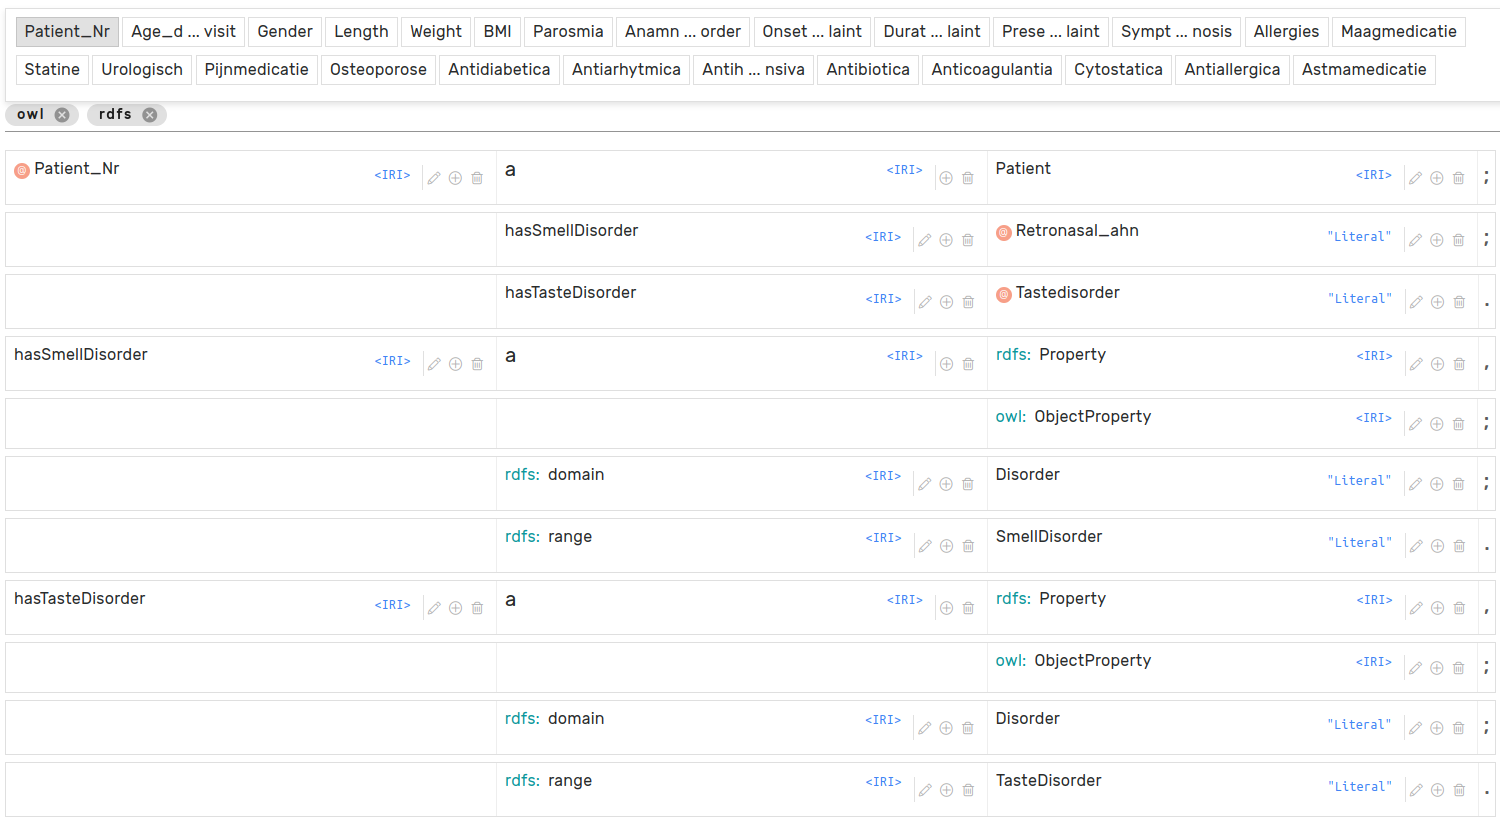 Patient_Nr Age_d ... visit Gender Length Weight BMI Parosmia Anamn ... order Onset ... laint Durat ... laint Prese ... laint Sympt ... nosis Allergies Maagmedicatie
Statine Urologisch Pijnmedicatie Osteoporose Antidiabetica Antiarhytmica Antih ... nsiva Antibiotica Anticoagulantia Cytostatica Antiallergica Astmamedicatie
owl rdfs
@ Patient_Nr <IRI> a <IRI> Patient <IRI> ;
hasSmellDisorder <IRI> @ Retronasal_ahn "Literal" ;
hasTasteDisorder <IRI> @ Tastedisorder "Literal" .
hasSmellDisorder <IRI> a <IRI> rdfs: Property <IRI> ,
owl: ObjectProperty <IRI> ;
rdfs: domain <IRI> Disorder "Literal" ;
rdfs: range <IRI> SmellDisorder "Literal" .
hasTasteDisorder <IRI> a <IRI> rdfs: Property <IRI> ,
owl: ObjectProperty <IRI> ;
rdfs: domain <IRI> Disorder "Literal" ;
rdfs: range <IRI> TasteDisorder "Literal" .